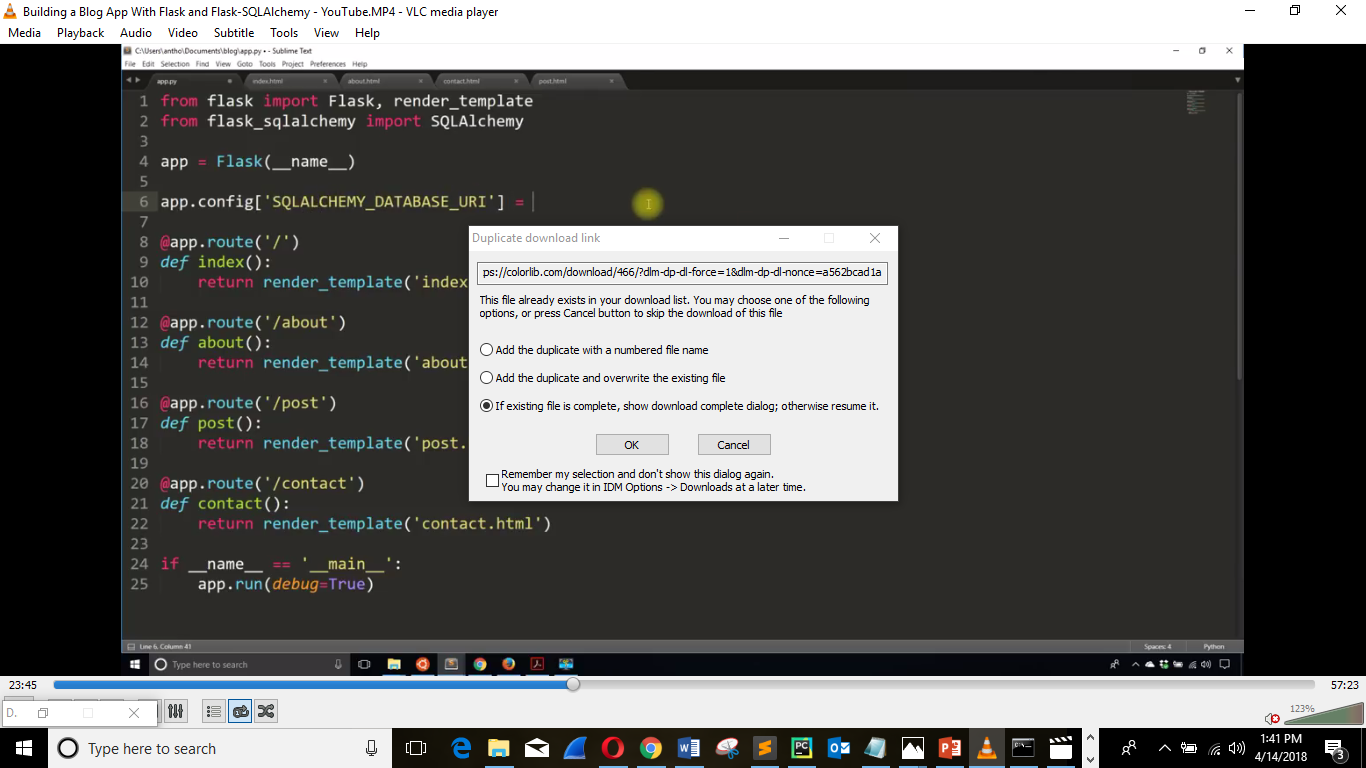 Building a Blog App With Flask and Flask-SQLAlchemy - YouTube.MP4 - VLC media player
Media Playback Audio Video Subtitle Tools View Help
C:\Users\antho\Documents\blog\app.py • - Sublime Text
File Edit Selection Find View Goto Tools Project Preferences Help
app.py index.html about.html contact.html post.html
1 from flask import Flask, render_template
2 from flask_sqlalchemy import SQLAlchemy
3
4 app = Flask(__name__)
5
6 app.config['SQLALCHEMY_DATABASE_URI'] =
7
8 @app.route('/')
9 def index():
10 return render_template('index
11
12 @app.route('/about')
13 def about():
14 return render_template('about
15
16 @app.route('/post')
17 def post():
18 return render_template('post.
19
20 @app.route('/contact')
21 def contact():
22 return render_template('contact.html')
23
24 if __name__ == '__main__':
25 app.run(debug=True)
Duplicate download link
ps://colorlib.com/download/466/?dlm-dp-dl-force=1&dlm-dp-dl-nonce=a562bcad1a
This file already exists in your download list. You may choose one of the following
options, or press Cancel button to skip the download of this file
Add the duplicate with a numbered file name
Add the duplicate and overwrite the existing file
If existing file is complete, show download complete dialog; otherwise resume it.
OK Cancel
Remember my selection and don't show this dialog again.
You may change it in IDM Options -> Downloads at a later time.
Line 6, Column 41 Spaces: 4 Python
Type here to search
23:45 57:23
D.
123%
Type here to search
1:41 PM
4/14/2018
3